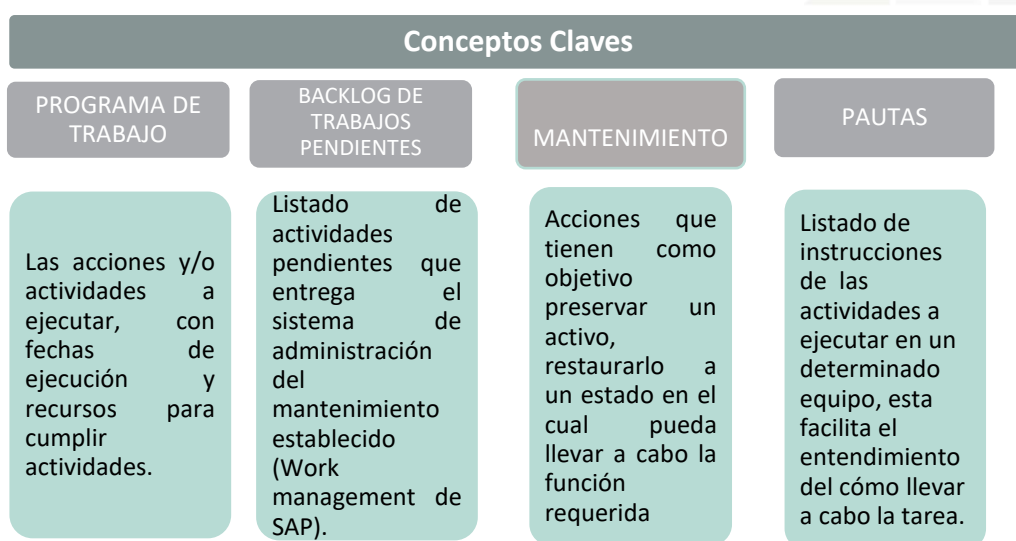 Conceptos Claves
PROGRAMA DE
TRABAJO
BACKLOG DE
TRABAJOS
PENDIENTES
MANTENIMIENTO
PAUTAS
Las acciones y/o
actividades a
ejecutar, con
fechas de
ejecución y
recursos para
cumplir
actividades.
Listado de
actividades
pendientes que
entrega el
sistema de
administración
del
mantenimiento
establecido
(Work
management de
SAP).
Acciones que
tienen como
objetivo
preservar un
activo,
restaurarlo a
un estado en el
cual pueda
llevar a cabo la
función
requerida
Listado de
instrucciones
de las
actividades a
ejecutar en un
determinado
equipo, esta
facilita el
entendimiento
del cómo llevar
a cabo la tarea.